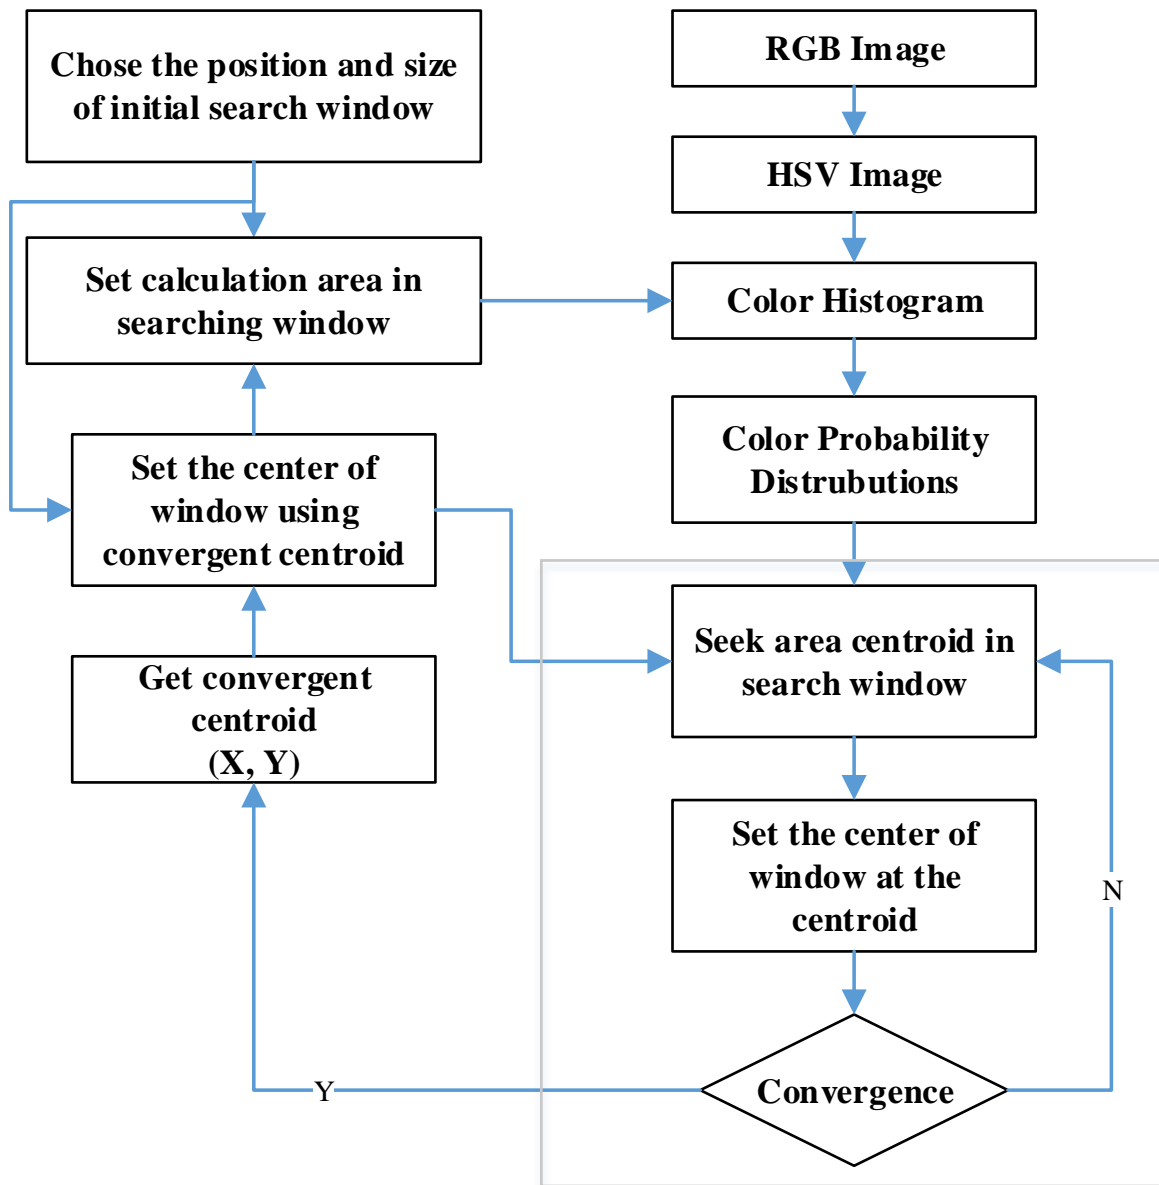 Chose the position and size
of initial search window
RGB Image
HSV Image
Set calculation area in
searching window
Color Histogram
Color Probability
Distrubutions
Set the center of
window using
convergent centroid
Seek area centroid in
search window
Get convergent
centroid
(X, Y)
Set the center of
window at the
centroid
N
Y
Convergence